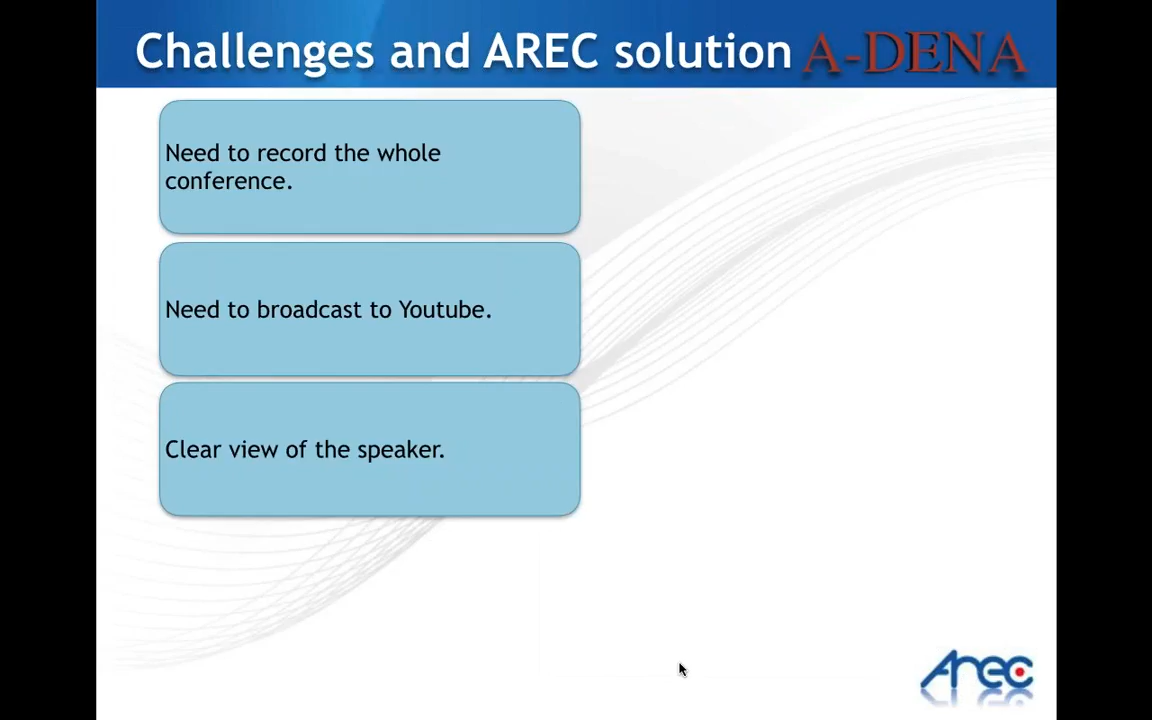 Challenges and AREC solution A-DENA
Need to record the whole
conference.
Need to broadcast to Youtube.
Clear view of the speaker.
Arec